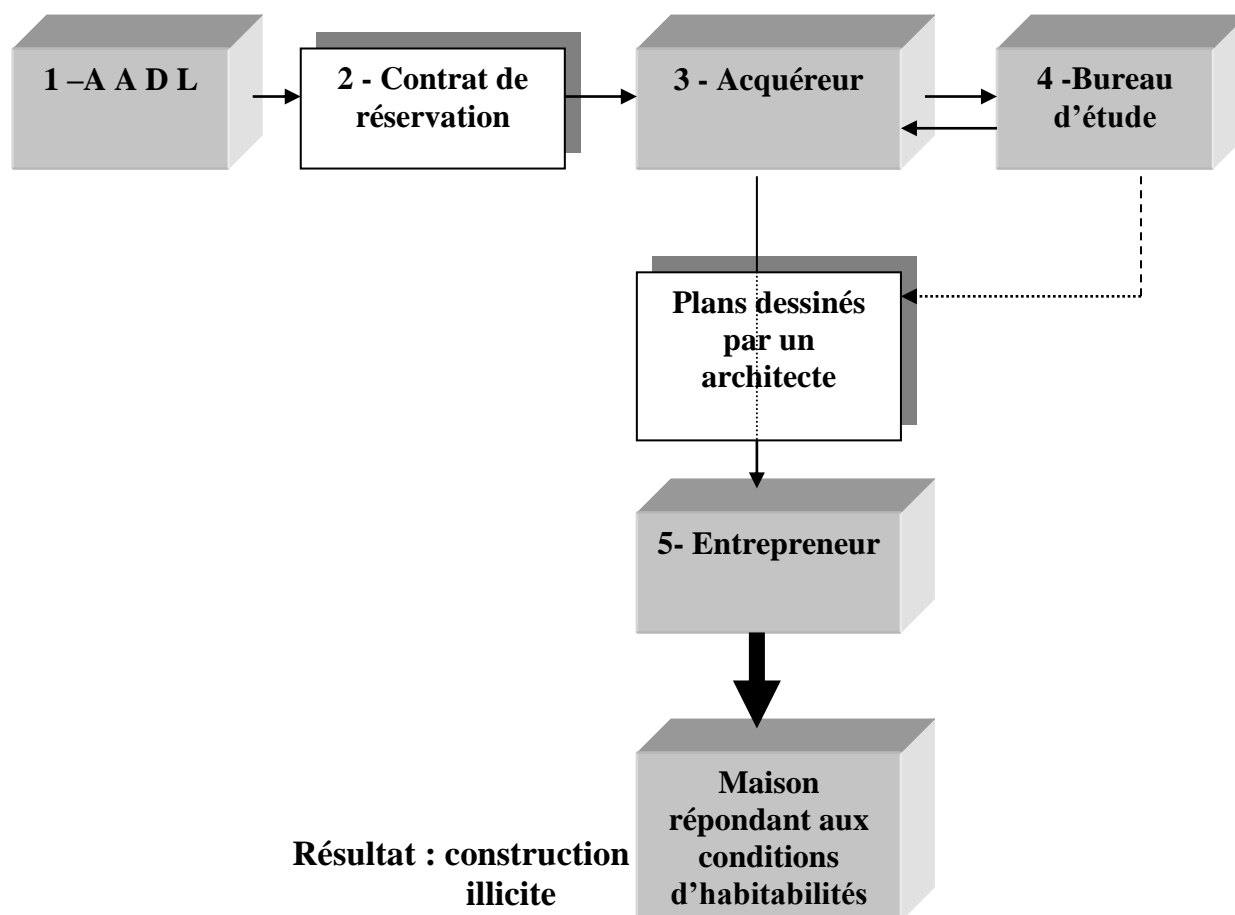 1 –A A D L
2 - Contrat de
réservation
3 - Acquéreur
4 -Bureau
d’étude
Plans dessinés
par un
architecte
5- Entrepreneur
Maison
répondant aux
conditions
d’habitabilités
Résultat : construction
illicite